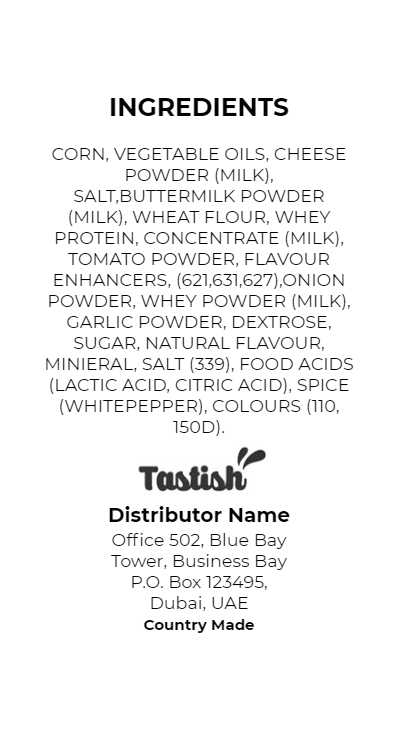 INGREDIENTS
CORN, VEGETABLE OILS, CHEESE
POWDER (MILK),
SALT,BUTTERMILK POWDER
(MILK), WHEAT FLOUR, WHEY
PROTEIN, CONCENTRATE (MILK),
TOMATO POWDER, FLAVOUR
ENHANCERS, (621,631,627),ONION
POWDER, WHEY POWDER (MILK),
GARLIC POWDER, DEXTROSE,
SUGAR, NATURAL FLAVOUR,
MINIERAL, SALT (339), FOOD ACIDS
(LACTIC ACID, CITRIC ACID), SPICE
(WHITEPEPPER), COLOURS (110,
150D).
Tastish
Distributor Name
Office 502, Blue Bay
Tower, Business Bay
P.O. Box 123495,
Dubai, UAE
Country Made